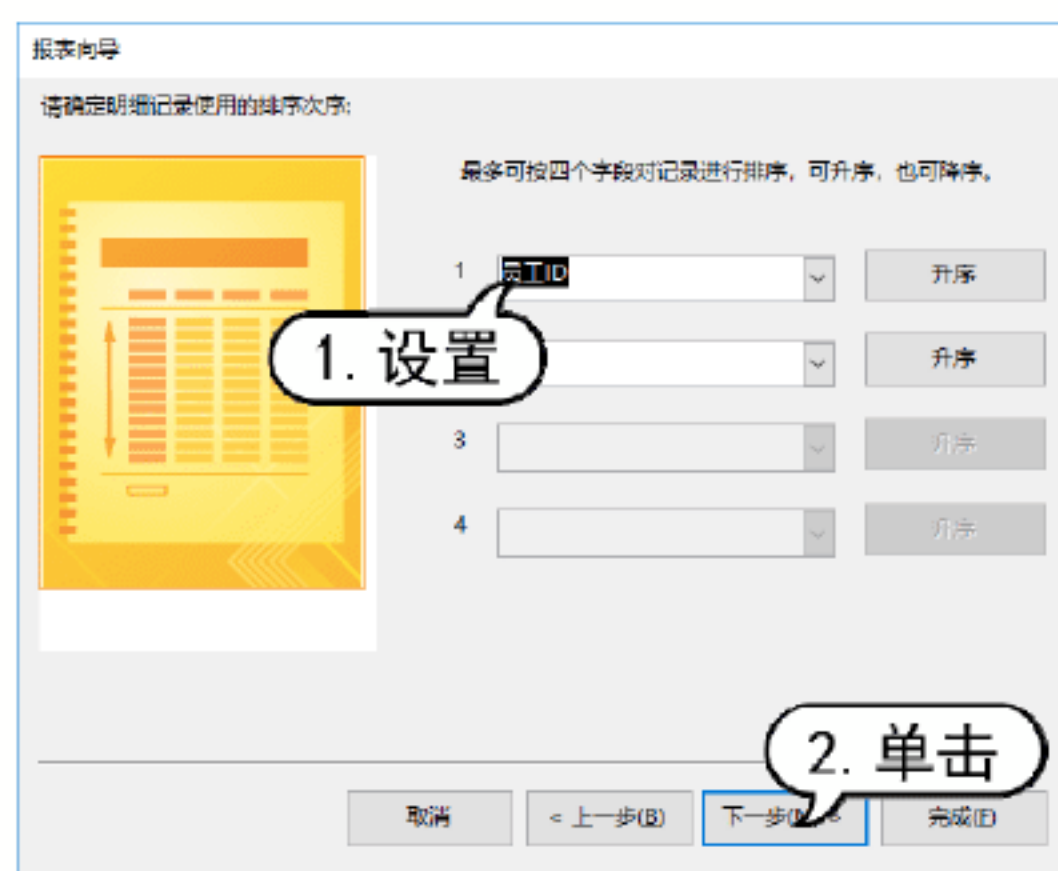 报表向导
请确定明细记录使用的排序次序:
最多可按四个字段对记录进行排序，可升序，也可降序。
1 员工ID 升序
1. 设置
升序
3 升序
4 升序
2. 单击
取消 < 上一步(B) 下一步(N) > 完成(F)